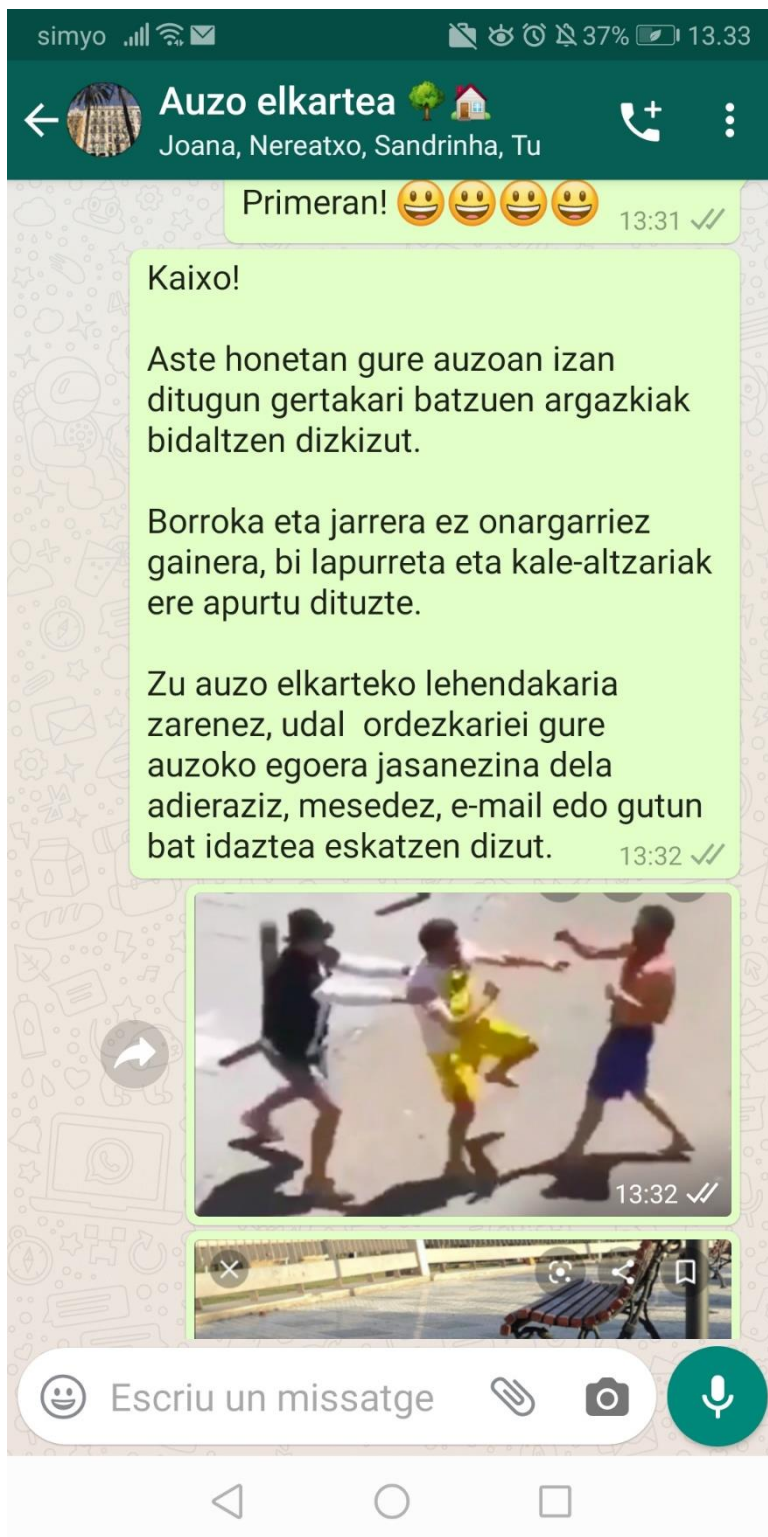 simyo 37% 13.33
Auzo elkartea 🌳🏠
Joana, Nereatxo, Sandrinha, Tu
Primeran! 😃😃😃😃 13:31
Kaixo!
Aste honetan gure auzoan izan
ditugun gertakari batzuen argazkiak
bidaltzen dizkizut.
Borroka eta jarrera ez onargarriez
gainera, bi lapurreta eta kale-altzariak
ere apurtu dituzte.
Zu auzo elkarteko lehendakaria
zarenez, udal  ordezkariei gure
auzoko egoera jasanezina dela
adieraziz, mesedez, e-mail edo gutun
bat idaztea eskatzen dizut. 13:32
13:32
Escriu un missatge